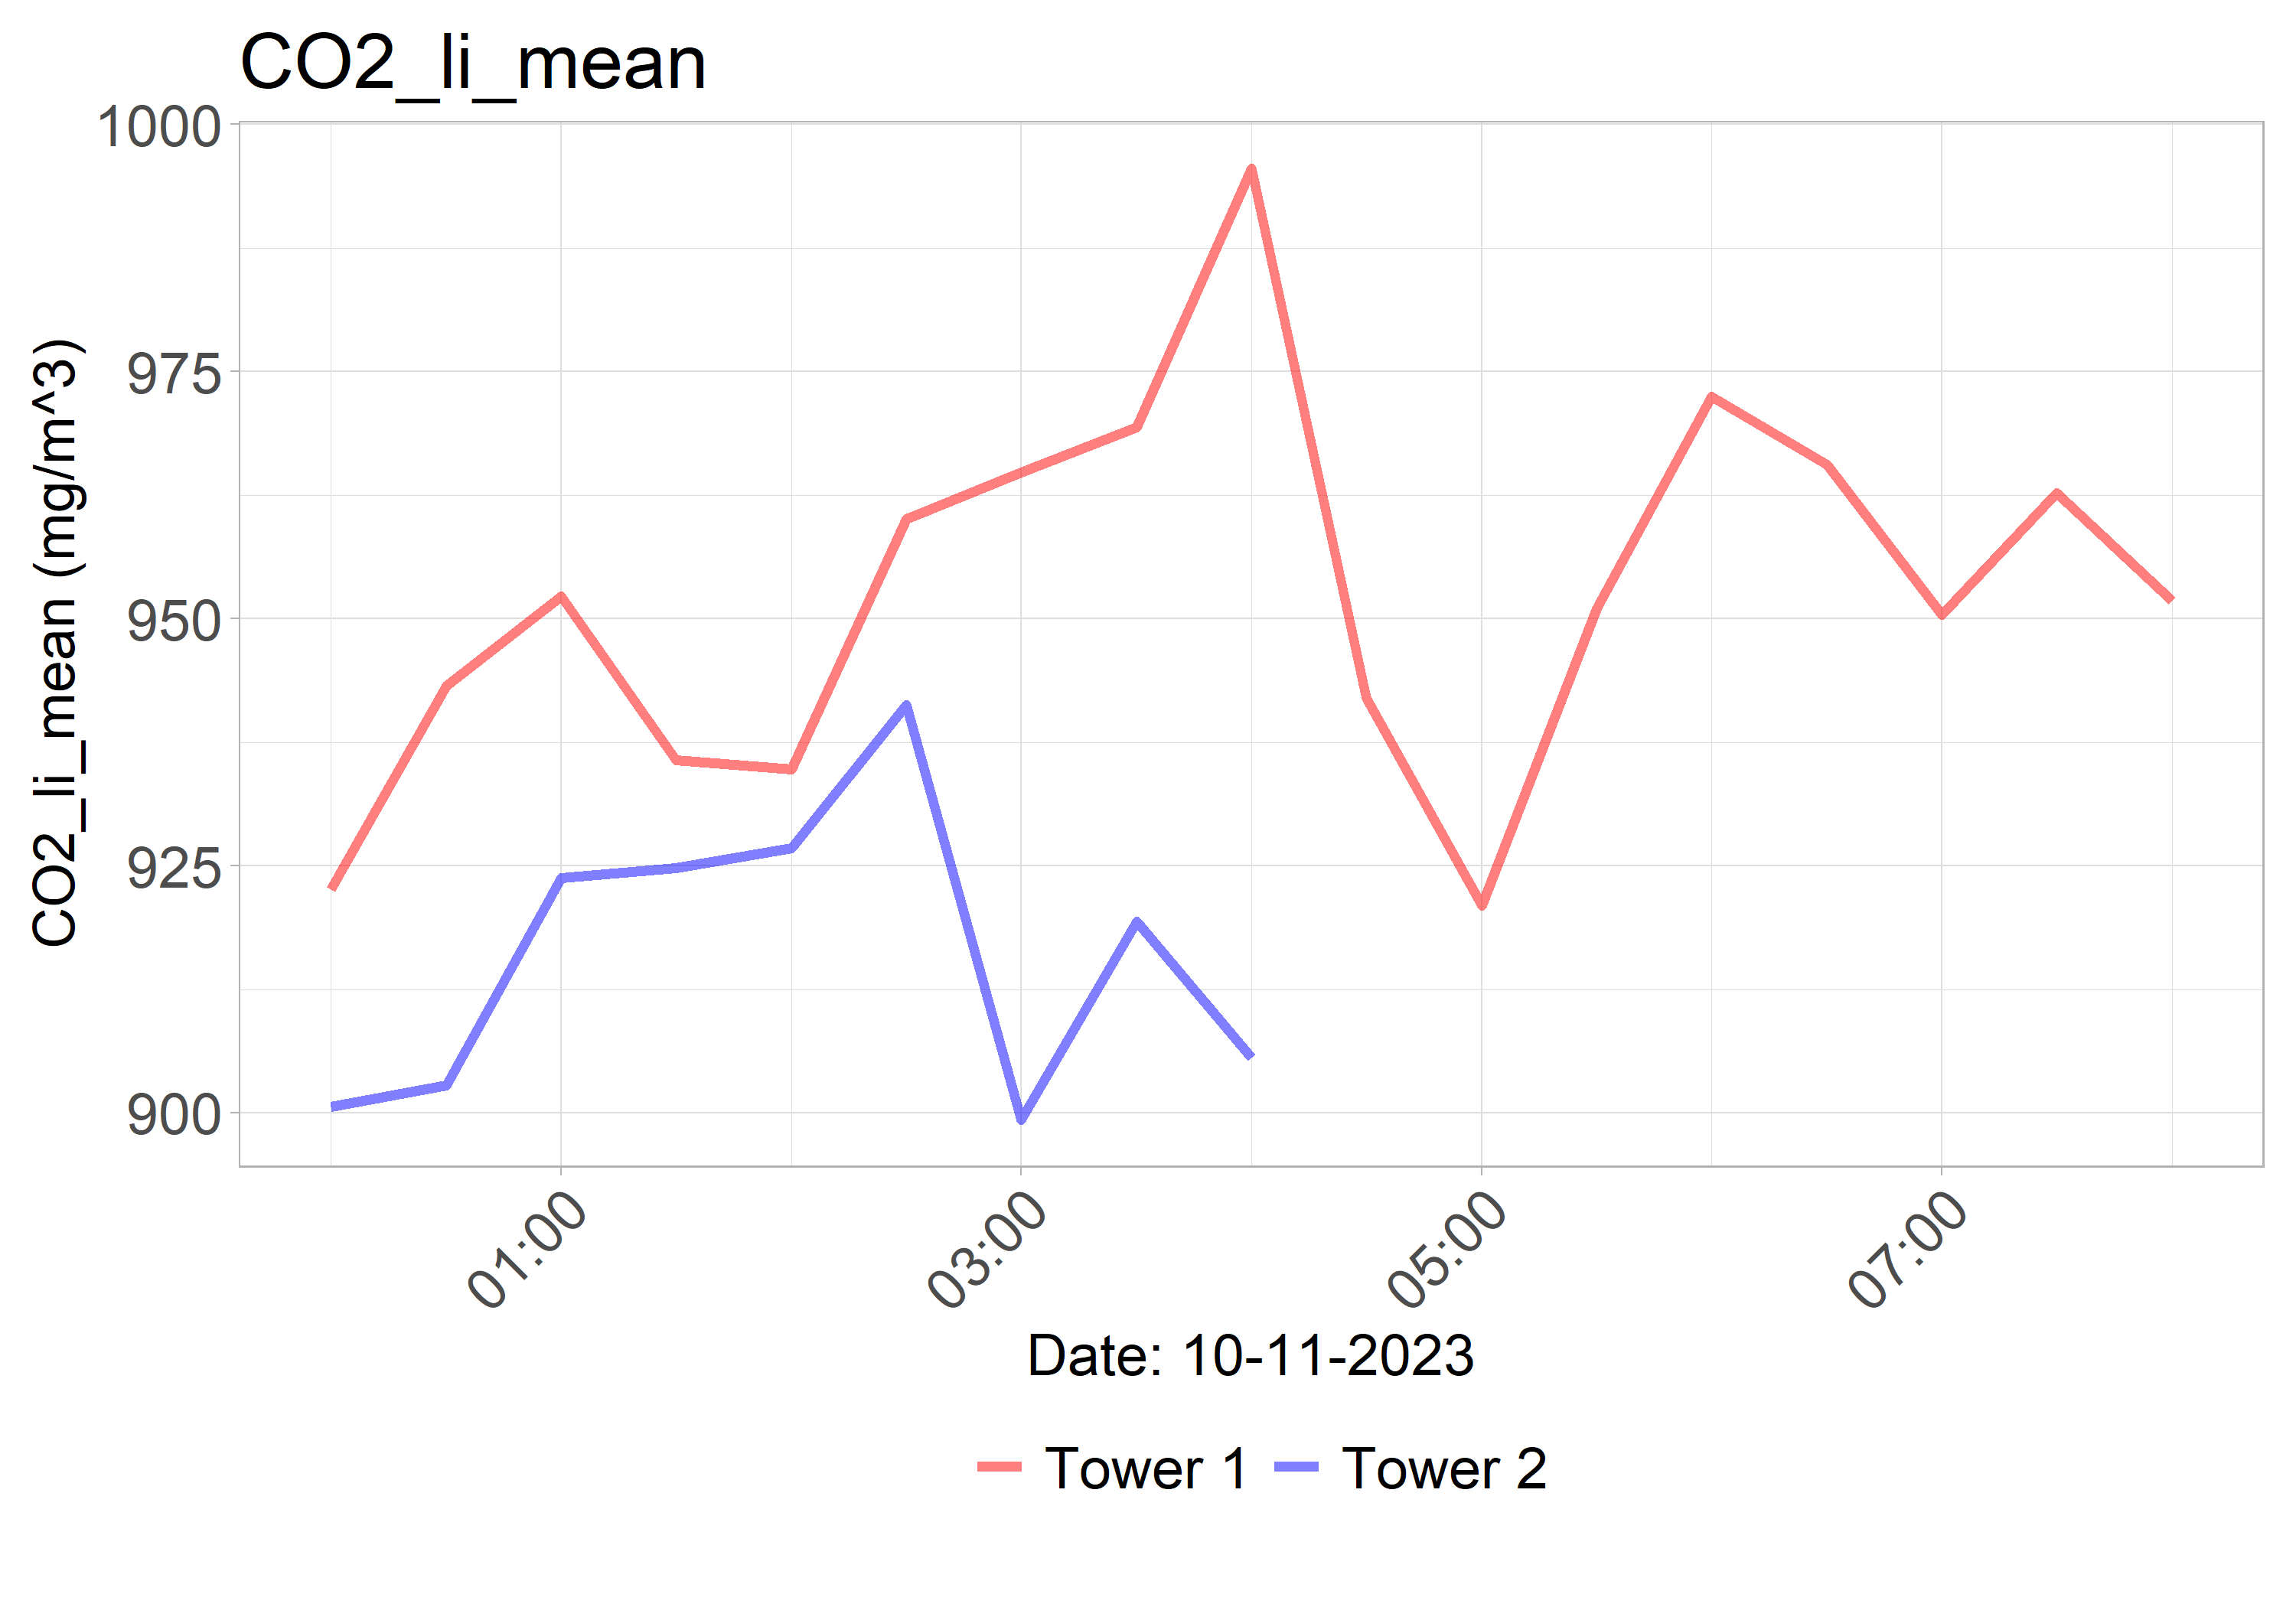 CO2_li_mean
1000
975
950
925
900
CO2_li_mean (mg/m^3)
01:00 03:00 05:00 07:00
Date: 10-11-2023
Tower 1 Tower 2